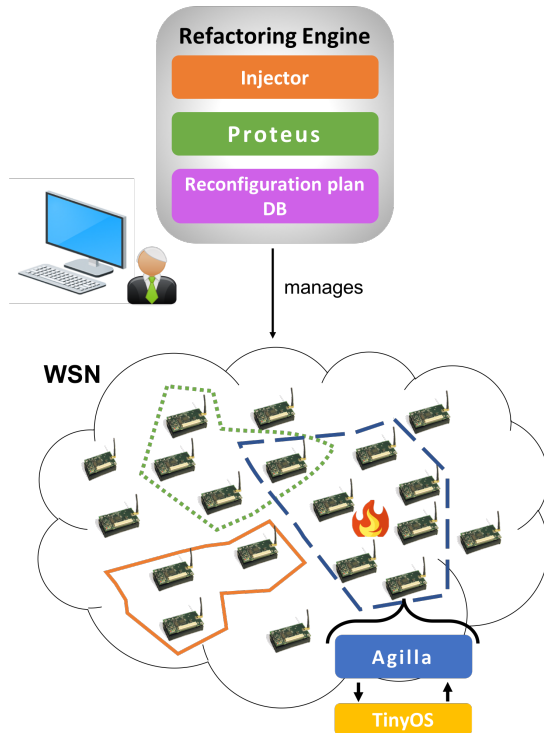 Refactoring Engine
Injector
Proteus
Reconfiguration plan
DB
manages
WSN
Agilla
TinyOS